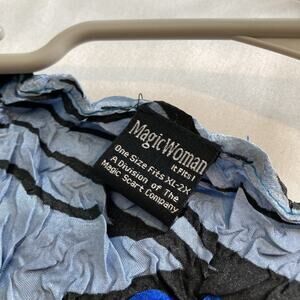 MagicWoman
It Fits!
One Size Fits XL-2X
A Division of The
Magic Scarf Company